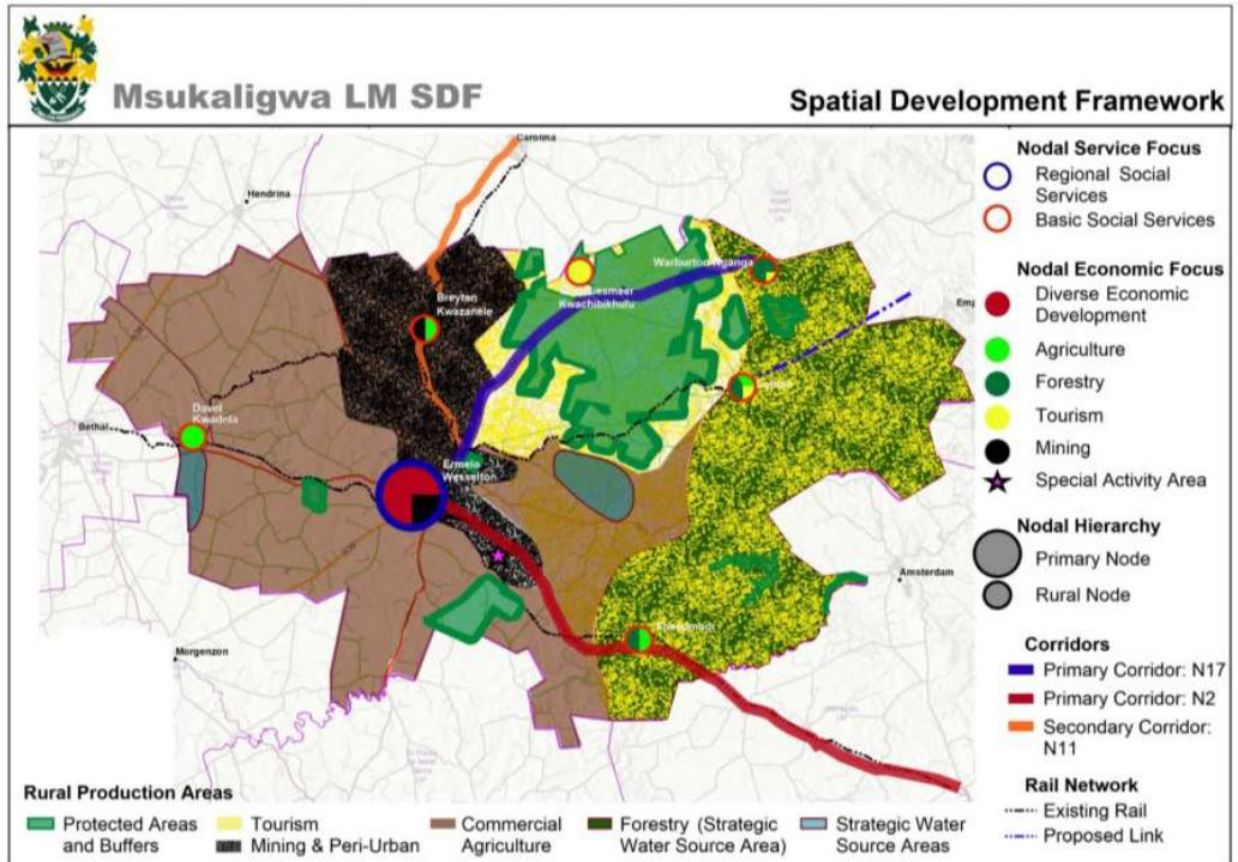 Msukaligwa LM SDF
Spatial Development Framework
Carolina
Hendrina
Warburton Nganga
Kwachibikhulu
Breyten
Kwazanele
Davel
Kwadela
Bethal
Ermelo
Wesselton
Amsterdam
Morgenzon
Nodal Service Focus
Regional Social
Services
Basic Social Services
Nodal Economic Focus
Diverse Economic
Development
Agriculture
Forestry
Tourism
Mining
Special Activity Area
Nodal Hierarchy
Primary Node
Rural Node
Corridors
Primary Corridor: N17
Primary Corridor: N2
Secondary Corridor:
N11
Rail Network
Existing Rail
Proposed Link
Rural Production Areas
Protected Areas
and Buffers
Tourism
Mining & Peri-Urban
Commercial
Agriculture
Forestry (Strategic
Water Source Area)
Strategic Water
Source Areas